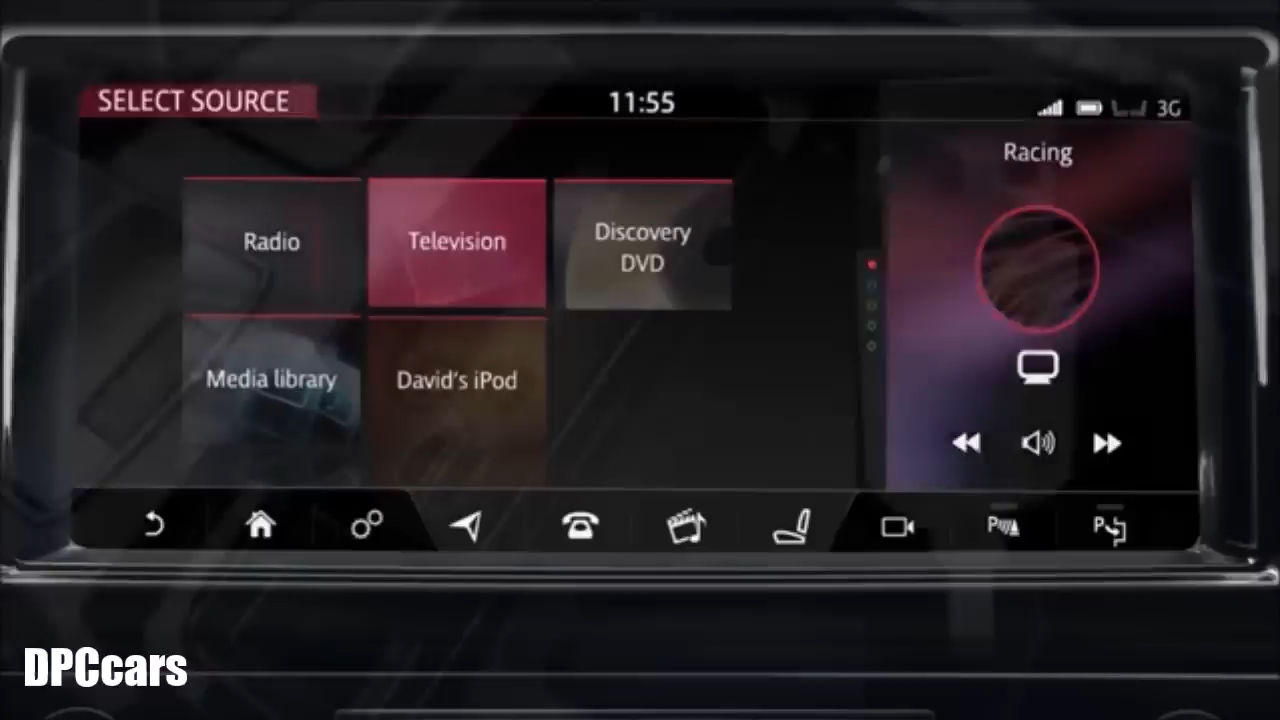 SELECT SOURCE
11:55
3G
Racing
Radio
Television
Discovery
DVD
Media library
David's iPod
P
P
DPCcars